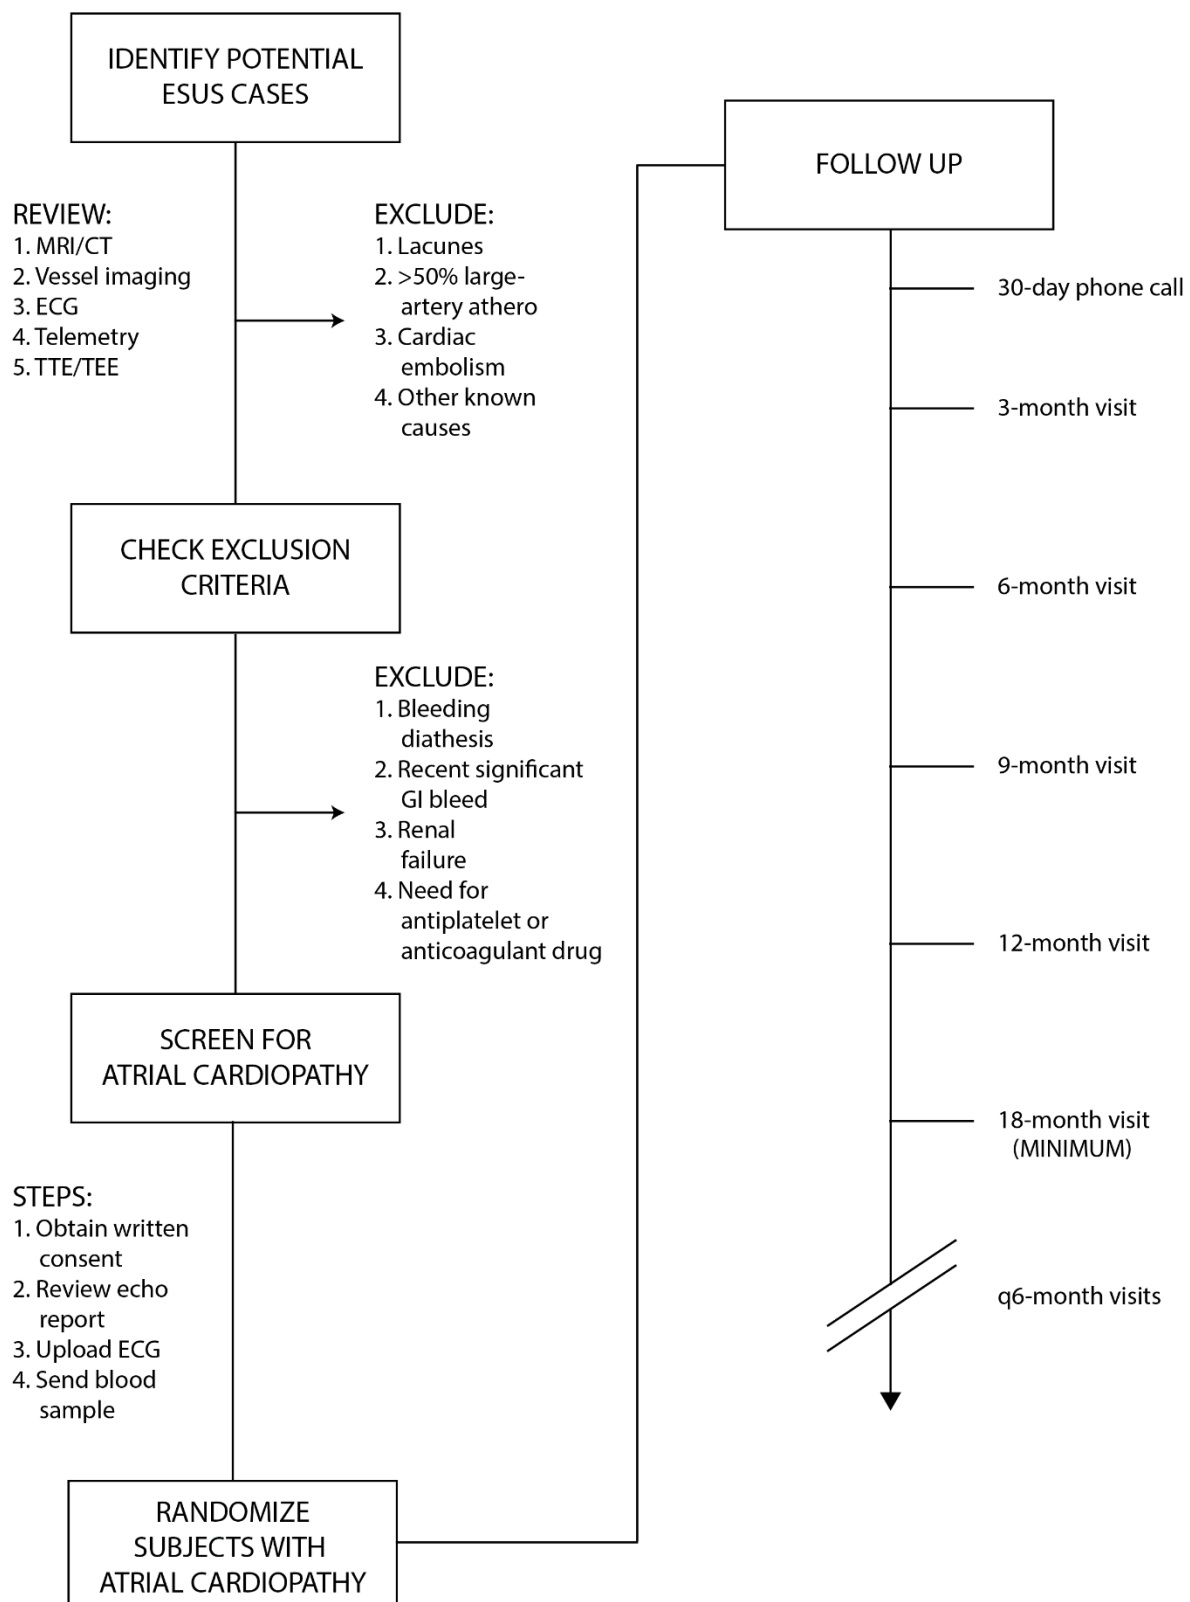 IDENTIFY POTENTIAL
ESUS CASES
REVIEW:
1. MRI/CT
2. Vessel imaging
3. ECG
4. Telemetry
5. TTE/TEE
EXCLUDE:
1. Lacunes
2. >50% large-
artery athero
3. Cardiac
embolism
4. Other known
causes
CHECK EXCLUSION
CRITERIA
EXCLUDE:
1. Bleeding
diathesis
2. Recent significant
GI bleed
3. Renal
failure
4. Need for
antiplatelet or
anticoagulant drug
SCREEN FOR
ATRIAL CARDIOPATHY
STEPS:
1. Obtain written
consent
2. Review echo
report
3. Upload ECG
4. Send blood
sample
RANDOMIZE
SUBJECTS WITH
ATRIAL CARDIOPATHY
FOLLOW UP
30-day phone call
3-month visit
6-month visit
9-month visit
12-month visit
18-month visit
(MINIMUM)
q6-month visits